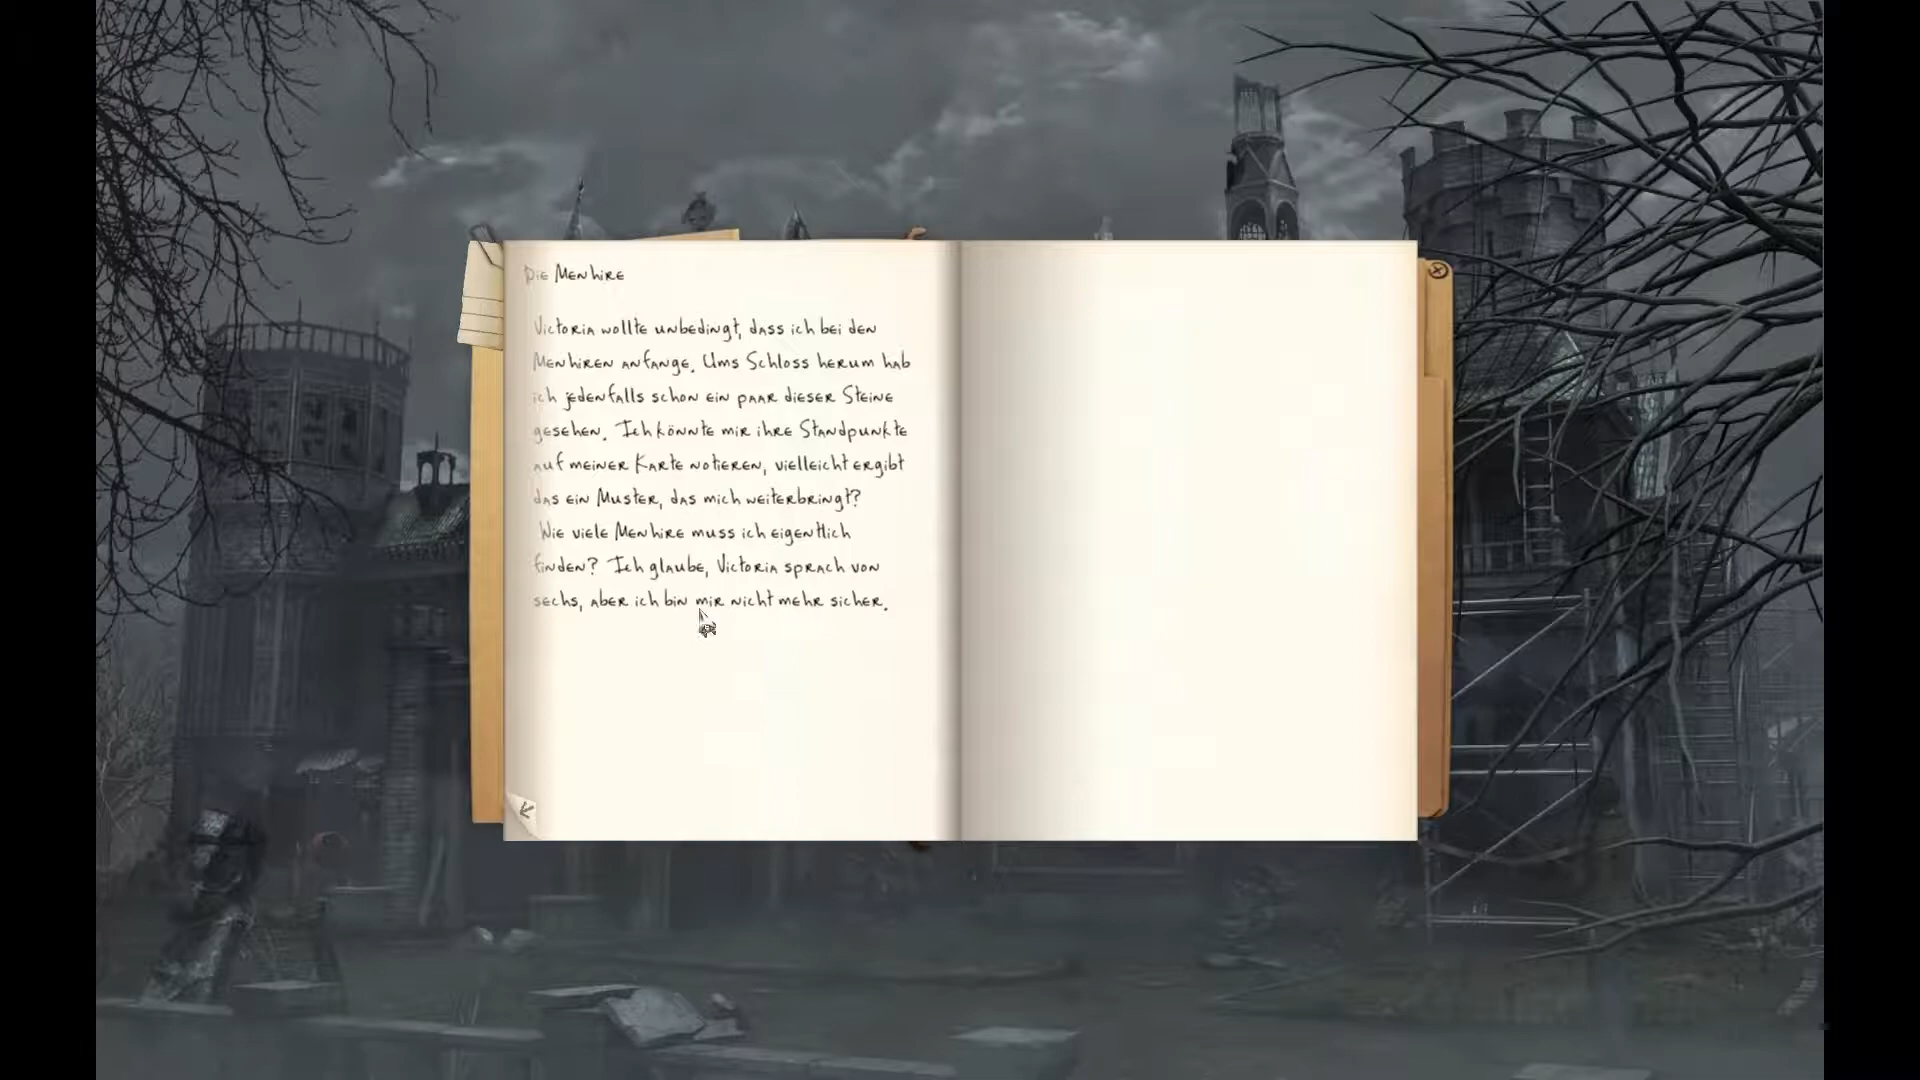 Die Menhire
Victoria wollte unbedingt, dass ich bei den
Menhiren anfange. Ums Schloss herum hab
ich jedenfalls schon ein paar dieser Steine
gesehen. Ich könnte mir ihre Standpunkte
auf meiner Karte notieren, vielleicht ergibt
das ein Muster, das mich weiterbringt?
Wie viele Menhire muss ich eigentlich
finden? Ich glaube, Victoria sprach von
sechs, aber ich bin mir nicht mehr sicher.